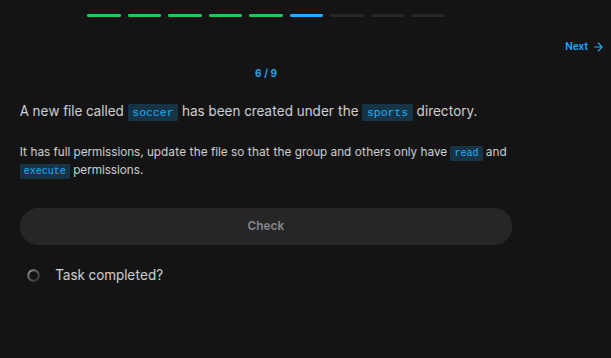 Next →
6 / 9
A new file called soccer has been created under the sports directory.
It has full permissions, update the file so that the group and others only have read and
execute permissions.
Check
Task completed?